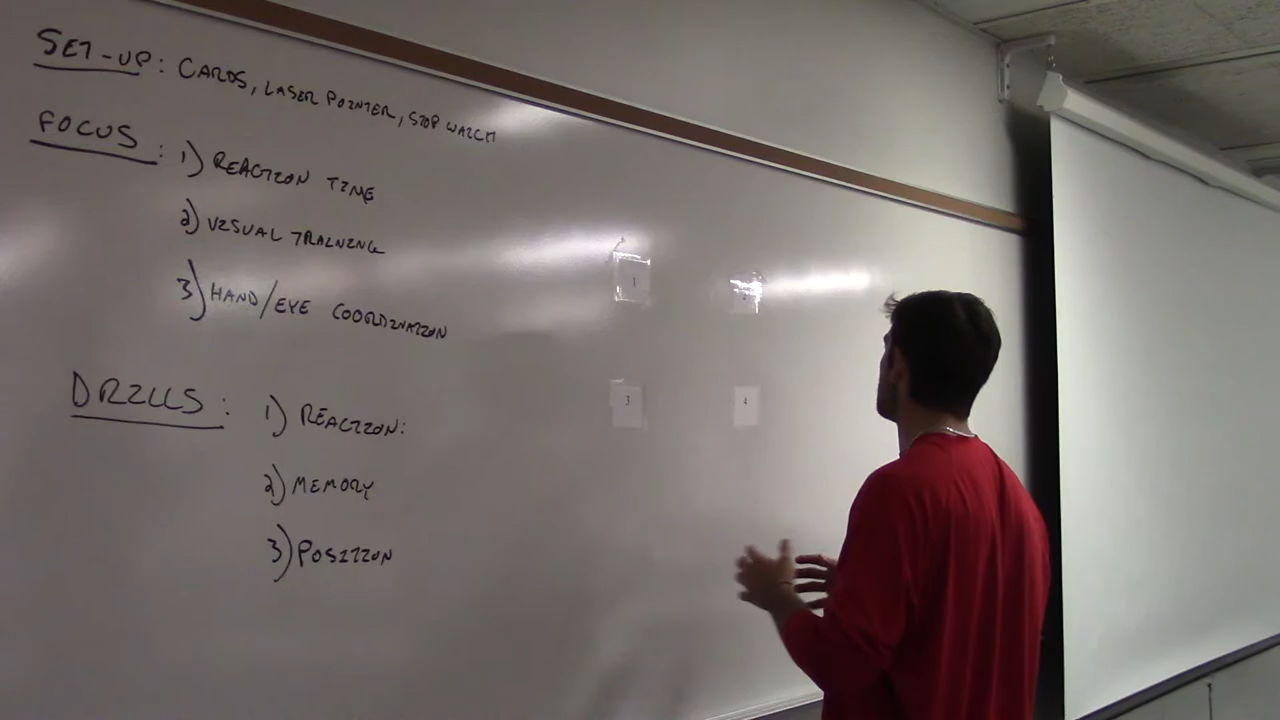 SET-UP: CARDS, LASER POINTER, STOP WATCH
FOCUS: 1) REACTION TIME
2) VISUAL TRAINING
3) HAND/EYE COORDINATION
DRILLS: 1) REACTION:
2) MEMORY
3) POSITION
1
2
3
4